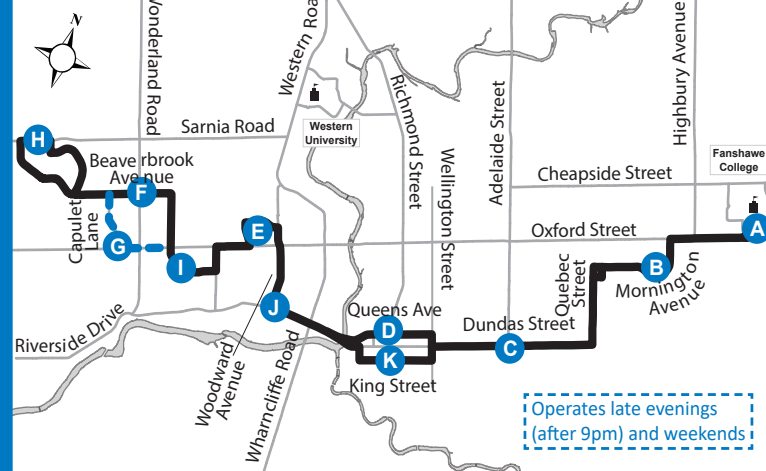 N
Wonderland Road
Western Road
Highbury Avenue
Richmond Street
Adelaide Street
Sarnia Road
Western
University
Fanshawe
College
H
Beaverbrook
Avenue
F
Wellington Street
Cheapside Street
Capulet
Lane
G
E
I
Oxford Street
A
B
Quebec
Street
Mornington
Avenue
J
Queens Ave
D
Dundas Street
C
K
King Street
Riverside Drive
Woodward
Avenue
Wharncliffe Road
Operates late evenings
(after 9pm) and weekends